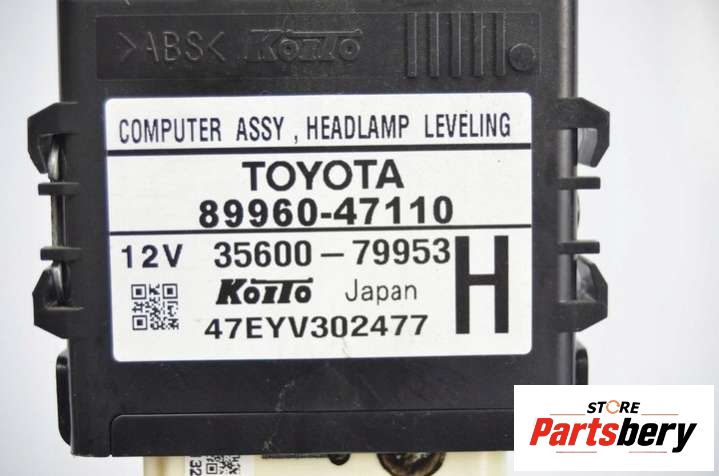 >ABS< KOITO
COMPUTER ASSY , HEADLAMP LEVELING
TOYOTA
89960-47110
12V 35600-79953
H
KOITO Japan
47EYV302477
STORE
Partsbery